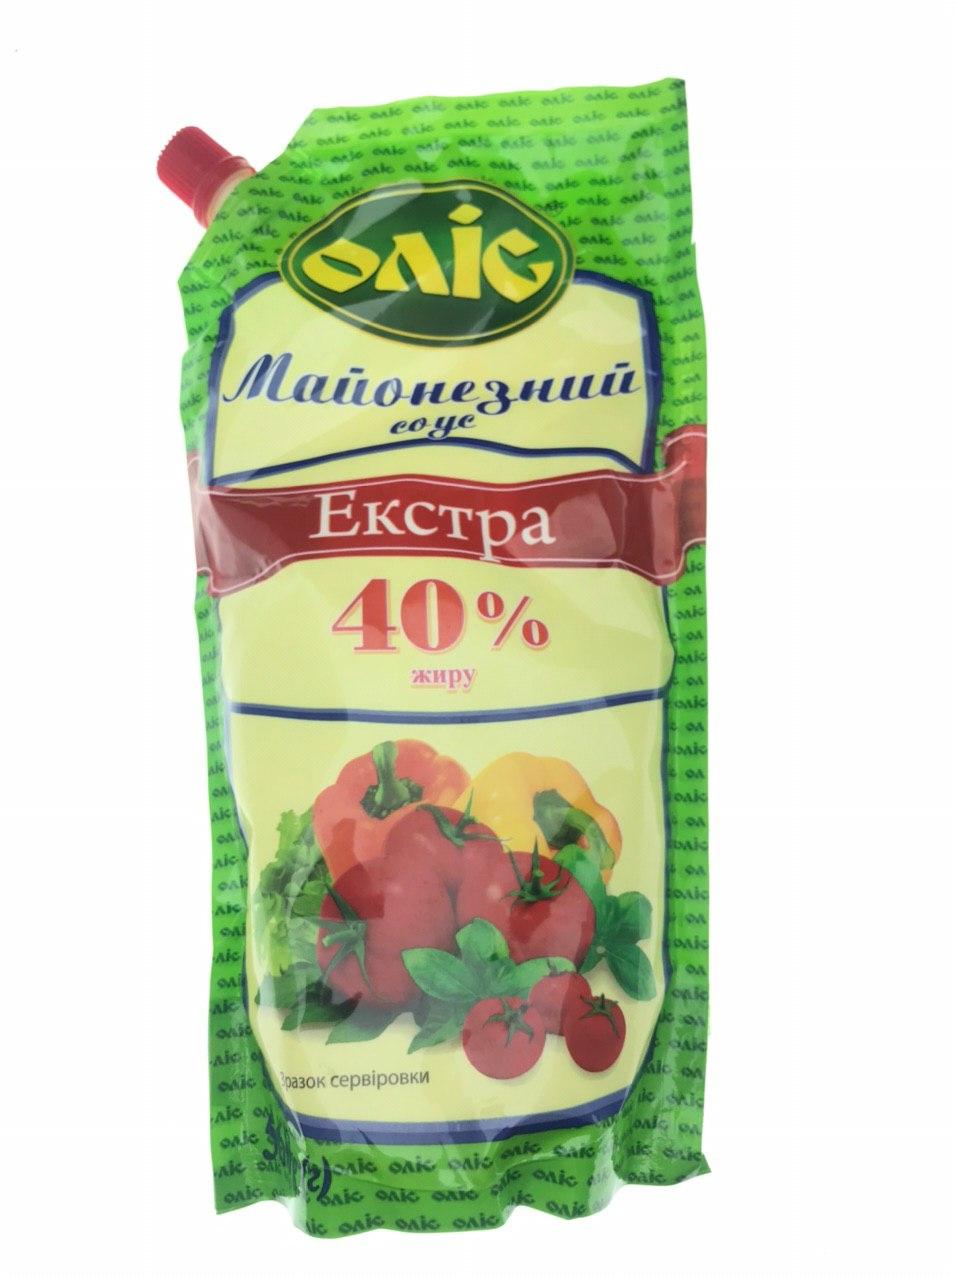 оліс
Майонезний
соус
Екстра
40%
жиру
Зразок сервіровки